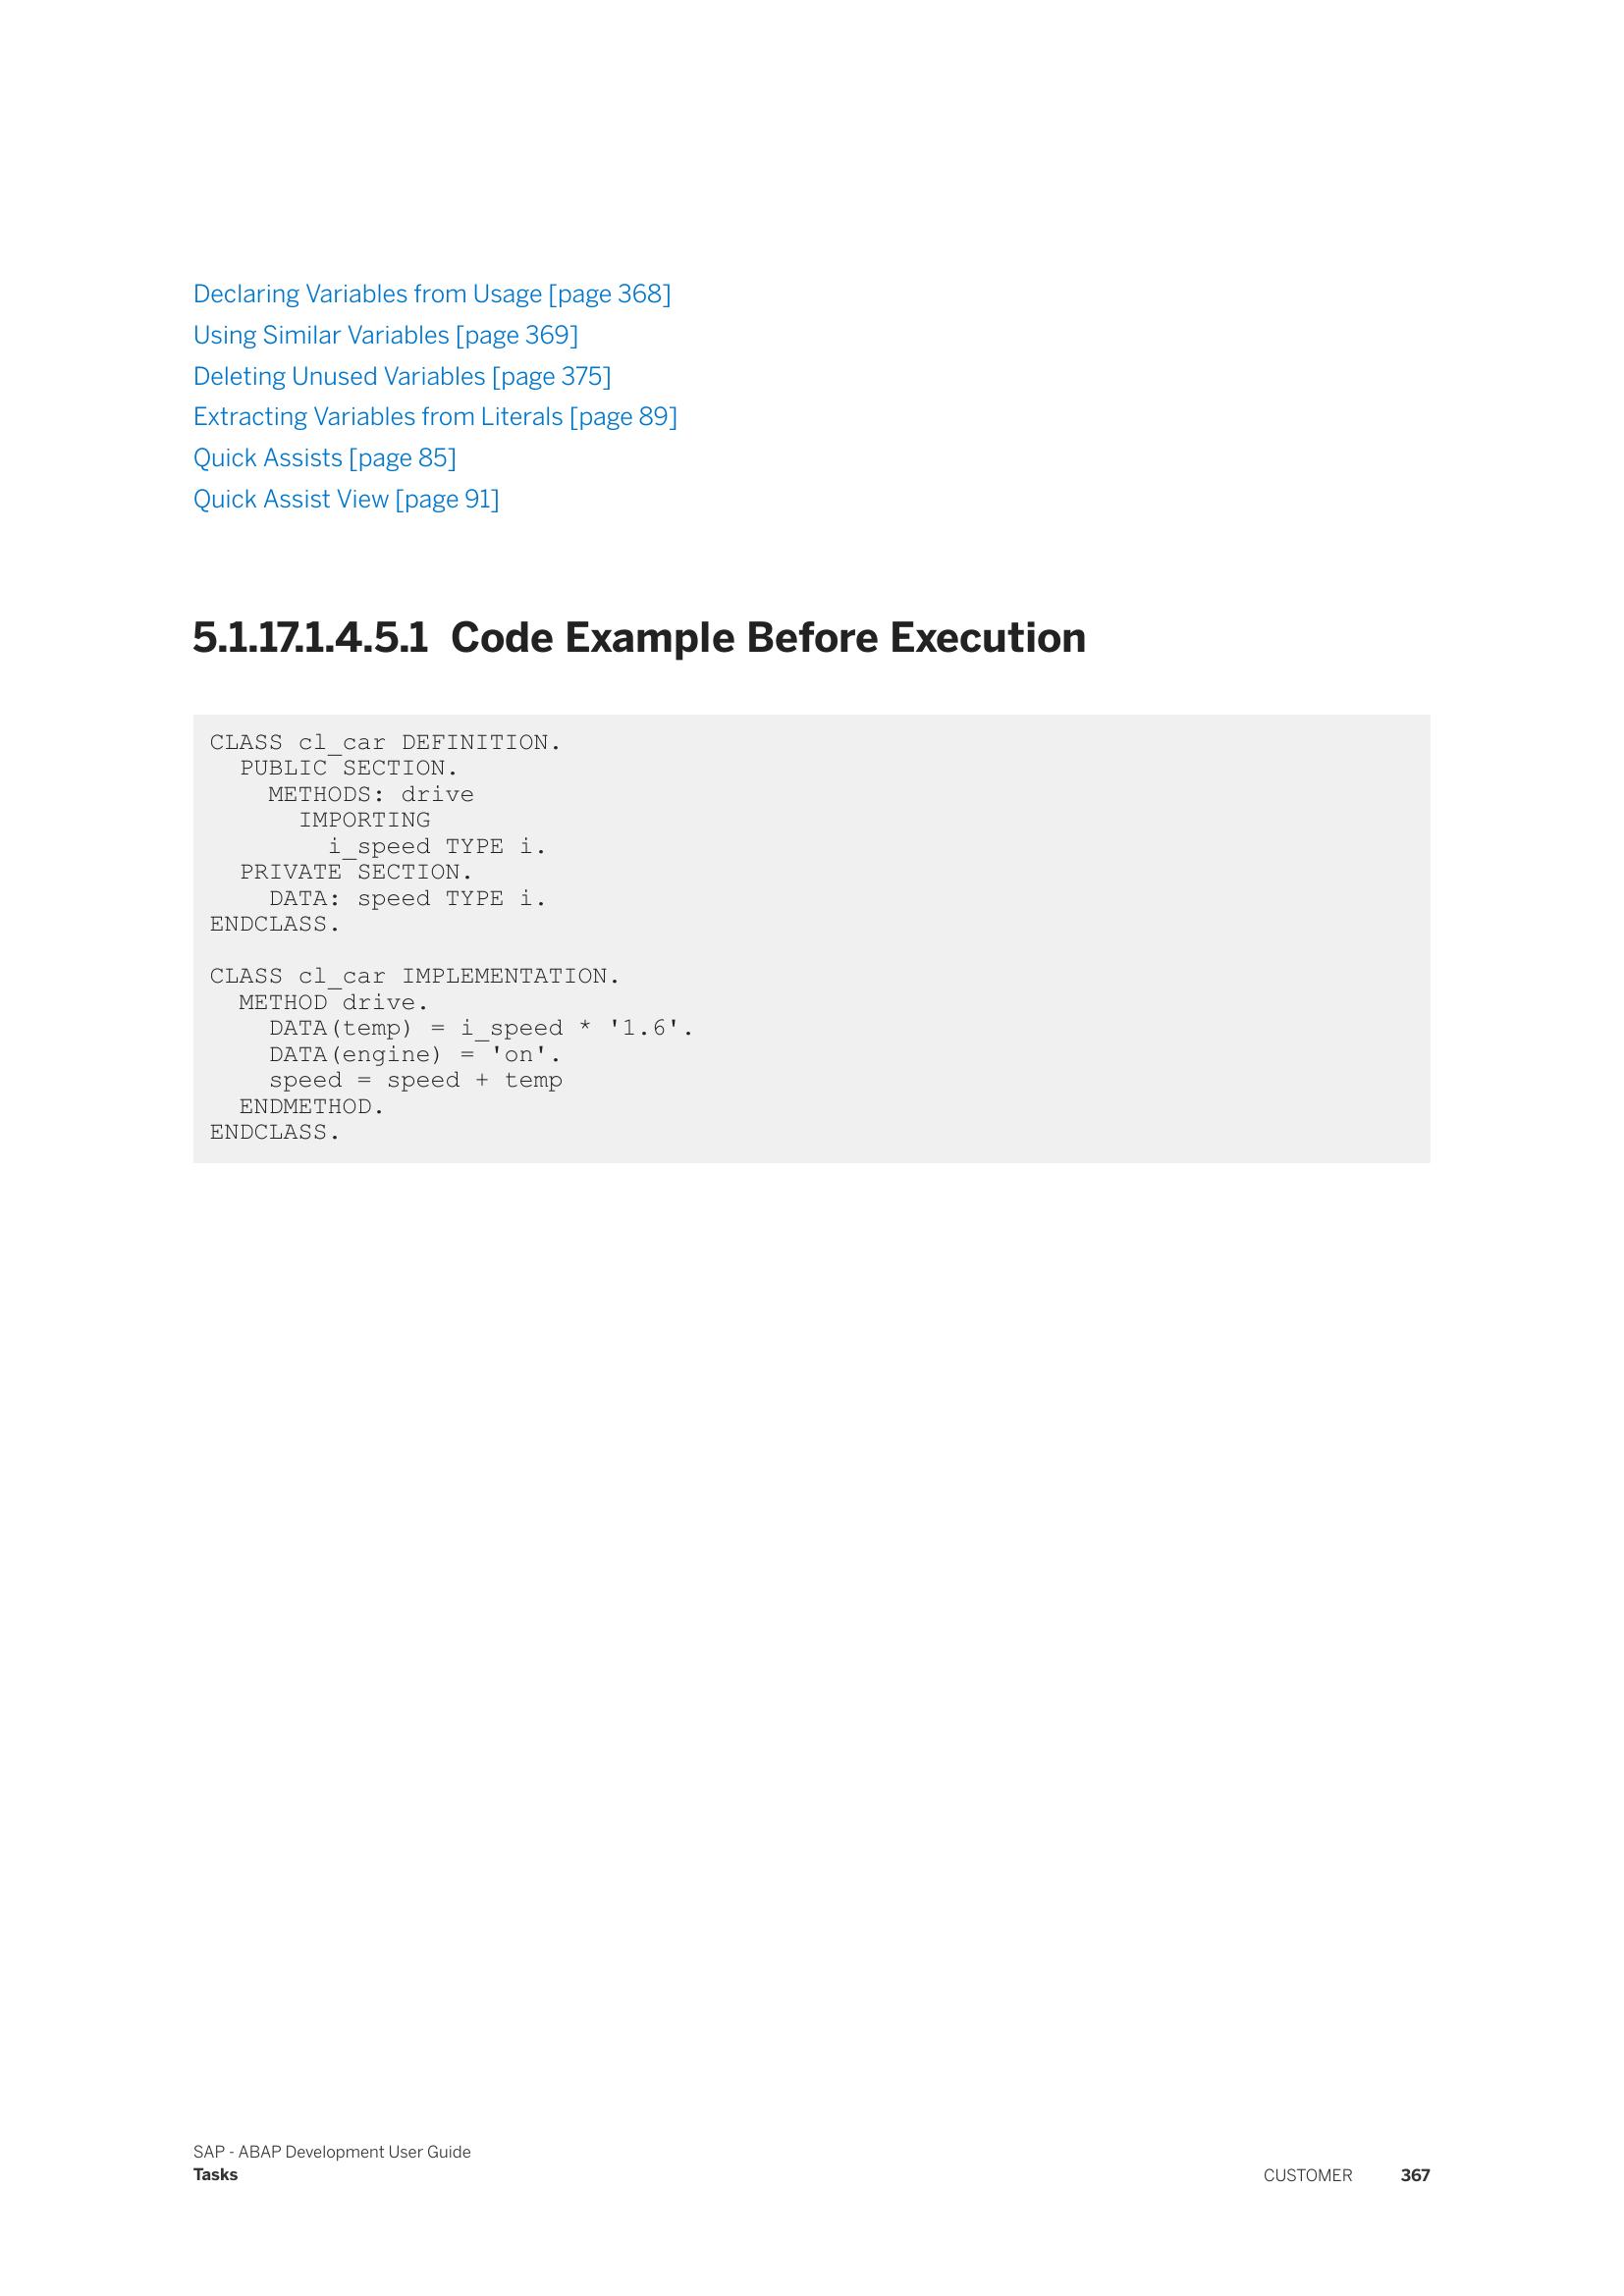 Declaring Variables from Usage [page 368]
Using Similar Variables [page 369]
Deleting Unused Variables [page 375]
Extracting Variables from Literals [page 89]
Quick Assists [page 85]
Quick Assist View [page 91]
5.1.17.1.4.5.1 Code Example Before Execution
CLASS cl_car DEFINITION.
  PUBLIC SECTION.
    METHODS: drive
      IMPORTING
        i_speed TYPE i.
  PRIVATE SECTION.
    DATA: speed TYPE i.
ENDCLASS.
CLASS cl_car IMPLEMENTATION.
  METHOD drive.
    DATA(temp) = i_speed * '1.6'.
    DATA(engine) = 'on'.
    speed = speed + temp
  ENDMETHOD.
ENDCLASS.
SAP - ABAP Development User Guide
Tasks
CUSTOMER 367